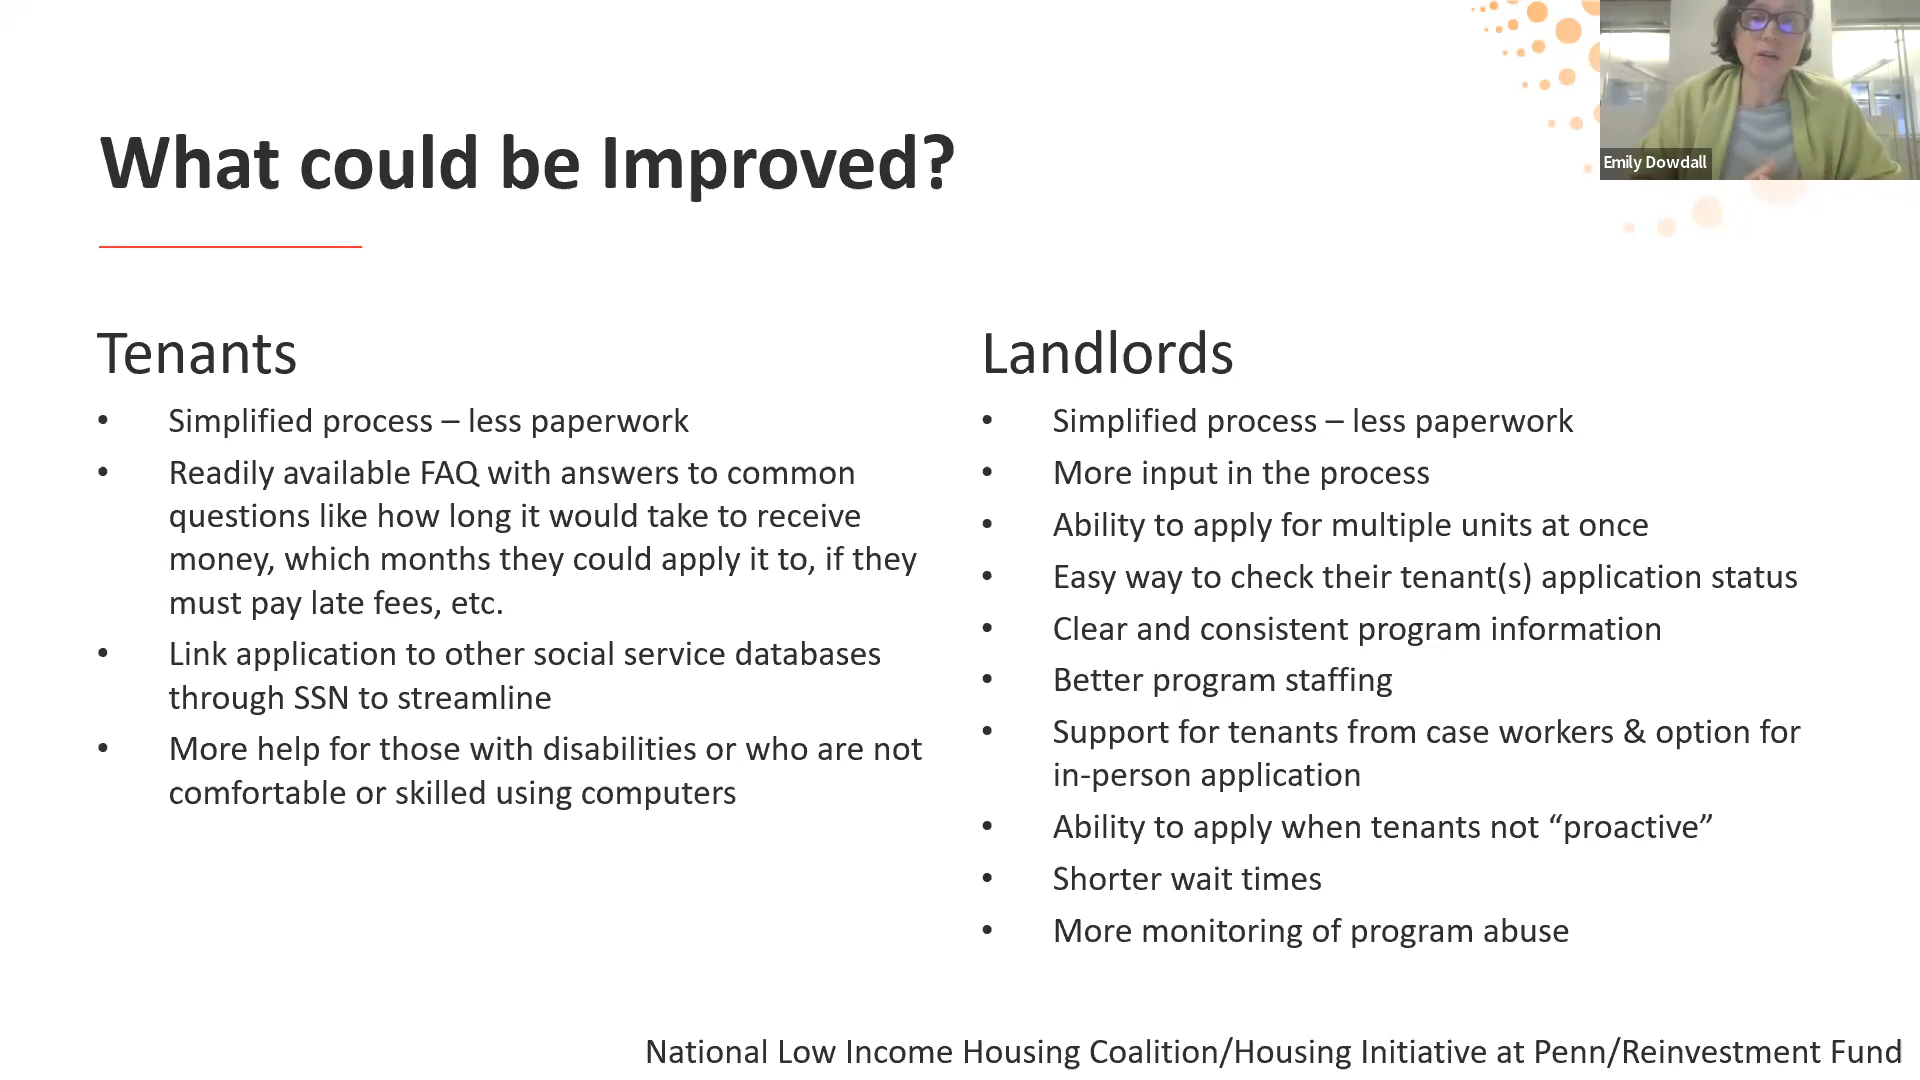 What could be Improved?
Emily Dowdall
Tenants
• Simplified process – less paperwork
• Readily available FAQ with answers to common
questions like how long it would take to receive
money, which months they could apply it to, if they
must pay late fees, etc.
• Link application to other social service databases
through SSN to streamline
• More help for those with disabilities or who are not
comfortable or skilled using computers
Landlords
• Simplified process – less paperwork
• More input in the process
• Ability to apply for multiple units at once
• Easy way to check their tenant(s) application status
• Clear and consistent program information
• Better program staffing
• Support for tenants from case workers & option for
in-person application
• Ability to apply when tenants not “proactive”
• Shorter wait times
• More monitoring of program abuse
National Low Income Housing Coalition/Housing Initiative at Penn/Reinvestment Fund